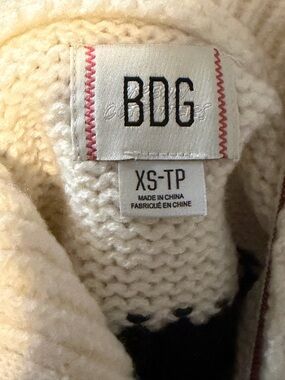 BDG
XS-TP
MADE IN CHINA
FABRIQUÉ EN CHINE